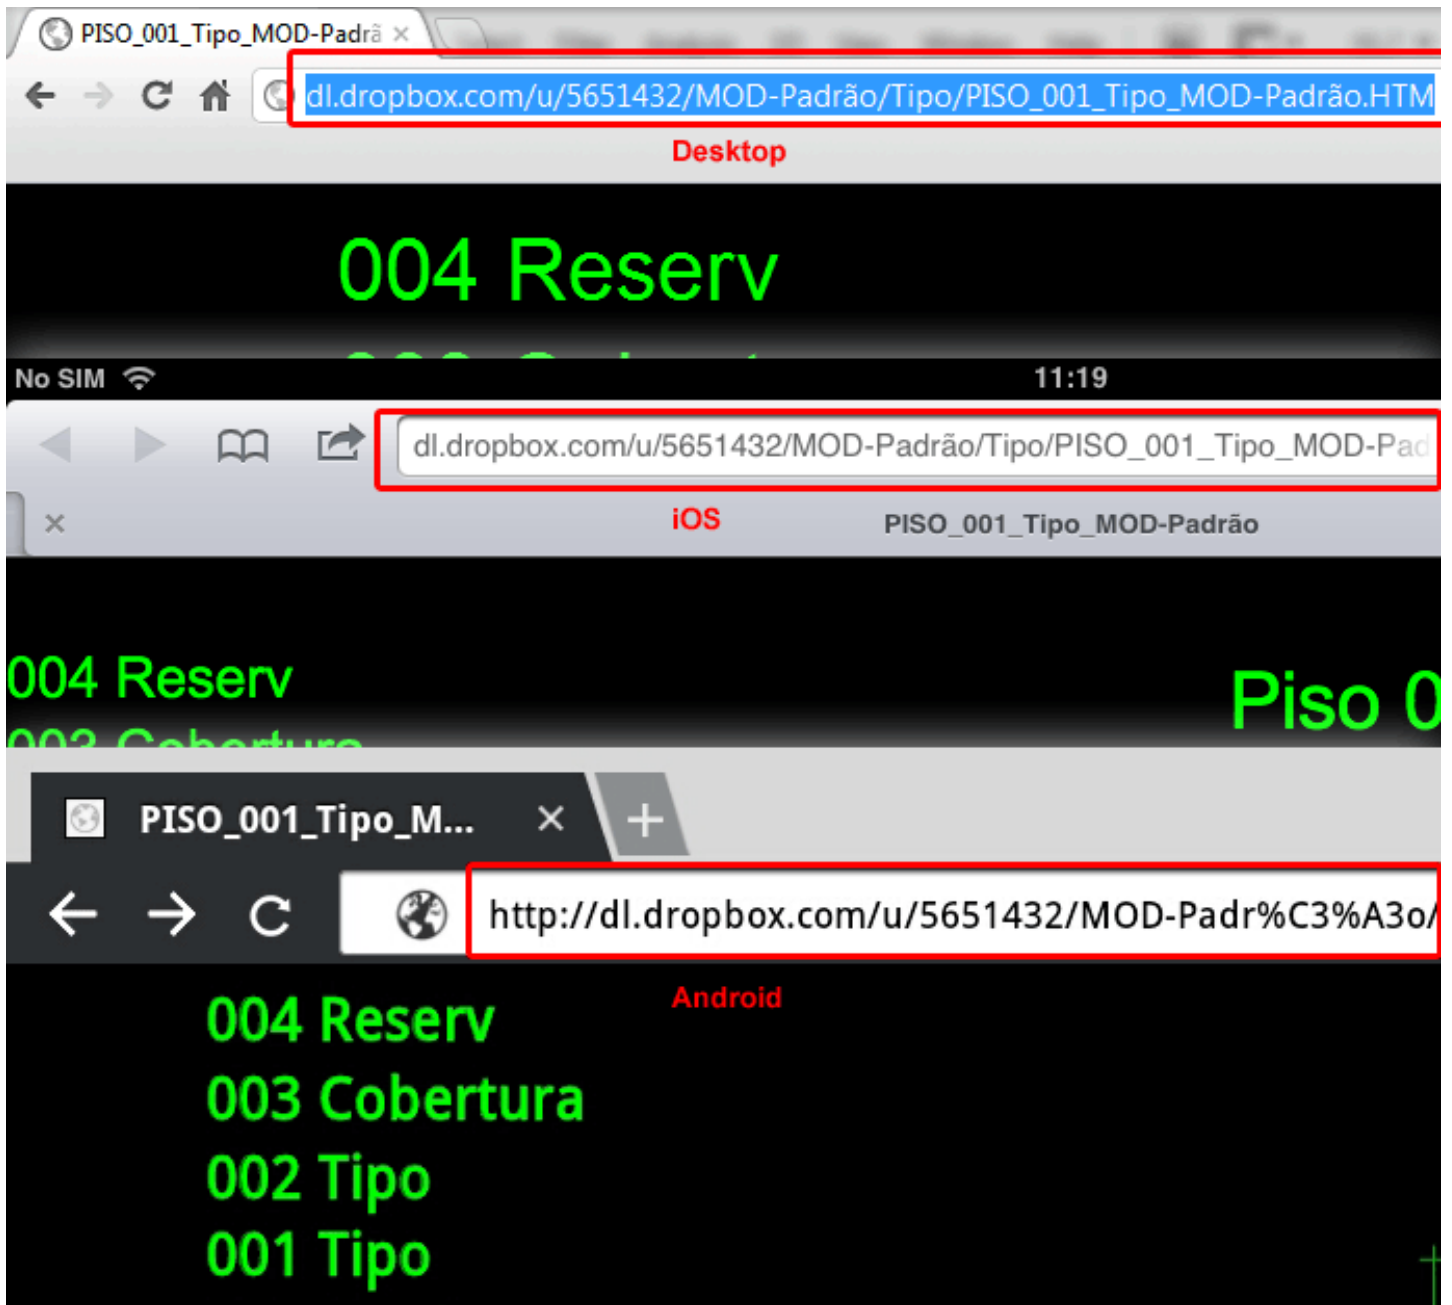 PISO_001_Tipo_MOD-Padrã
dl.dropbox.com/u/5651432/MOD-Padrão/Tipo/PISO_001_Tipo_MOD-Padrão.HTM
Desktop
004 Reserv
No SIM 11:19
dl.dropbox.com/u/5651432/MOD-Padrão/Tipo/PISO_001_Tipo_MOD-Pad
iOS PISO_001_Tipo_MOD-Padrão
004 Reserv Piso 0
003 Cobertura
PISO_001_Tipo_M...
http://dl.dropbox.com/u/5651432/MOD-Padr%C3%A3o/
Android
004 Reserv
003 Cobertura
002 Tipo
001 Tipo